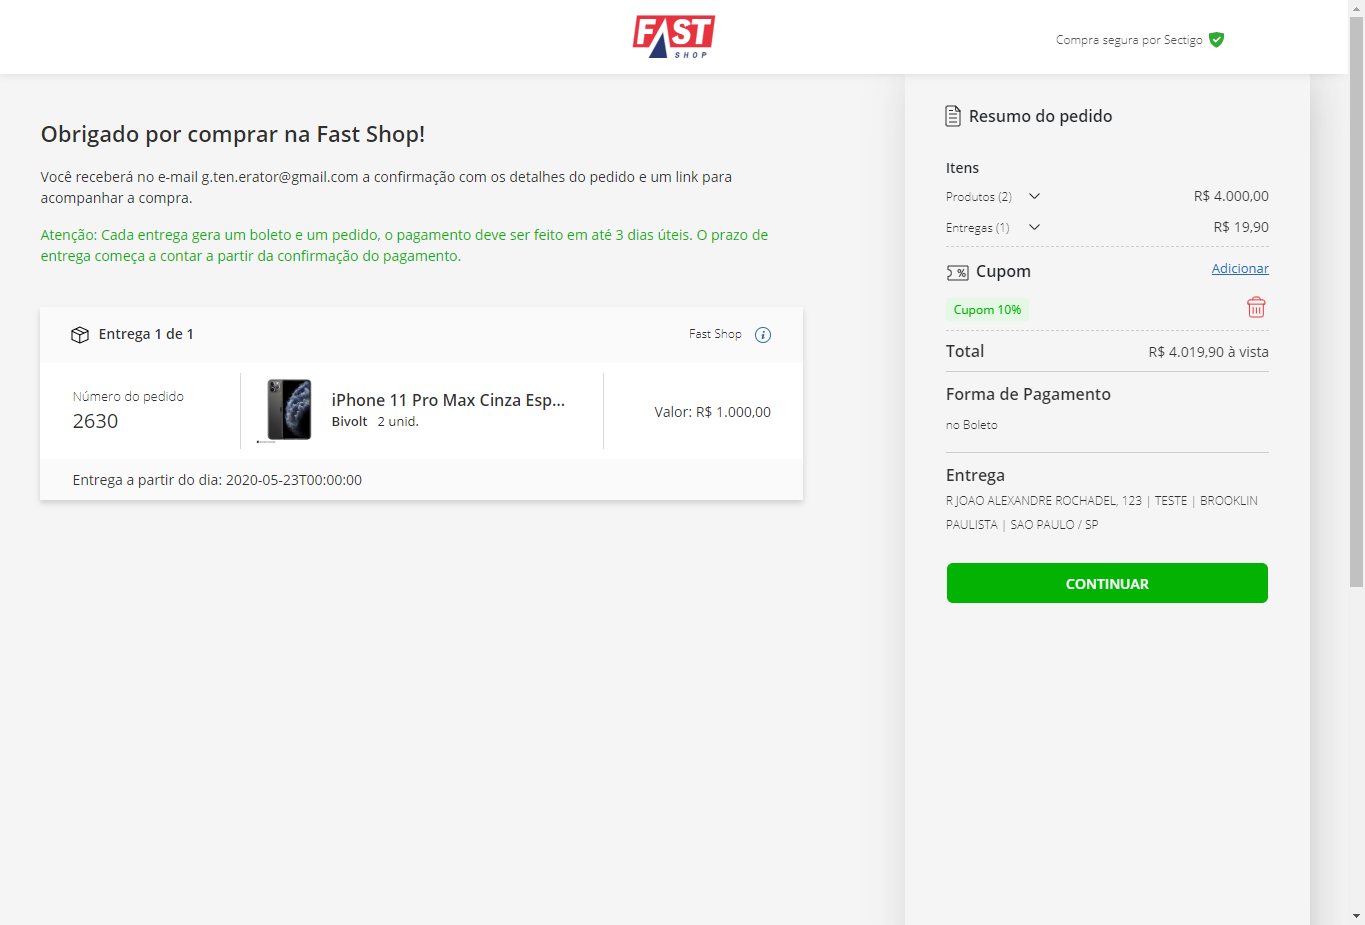 FAST
SHOP
Compra segura por Sectigo
Obrigado por comprar na Fast Shop!
Você receberá no e-mail g.ten.erator@gmail.com a confirmação com os detalhes do pedido e um link para
acompanhar a compra.
Atenção: Cada entrega gera um boleto e um pedido, o pagamento deve ser feito em até 3 dias úteis. O prazo de
entrega começa a contar a partir da confirmação do pagamento.
Entrega 1 de 1
Fast Shop
Número do pedido
2630
iPhone 11 Pro Max Cinza Esp...
Bivolt 2 unid.
Valor: R$ 1.000,00
Entrega a partir do dia: 2020-05-23T00:00:00
Resumo do pedido
Itens
Produtos (2) R$ 4.000,00
Entregas (1) R$ 19,90
% Cupom Adicionar
Cupom 10%
Total R$ 4.019,90 à vista
Forma de Pagamento
no Boleto
Entrega
R JOAO ALEXANDRE ROCHADEL, 123 | TESTE | BROOKLIN
PAULISTA | SAO PAULO / SP
CONTINUAR